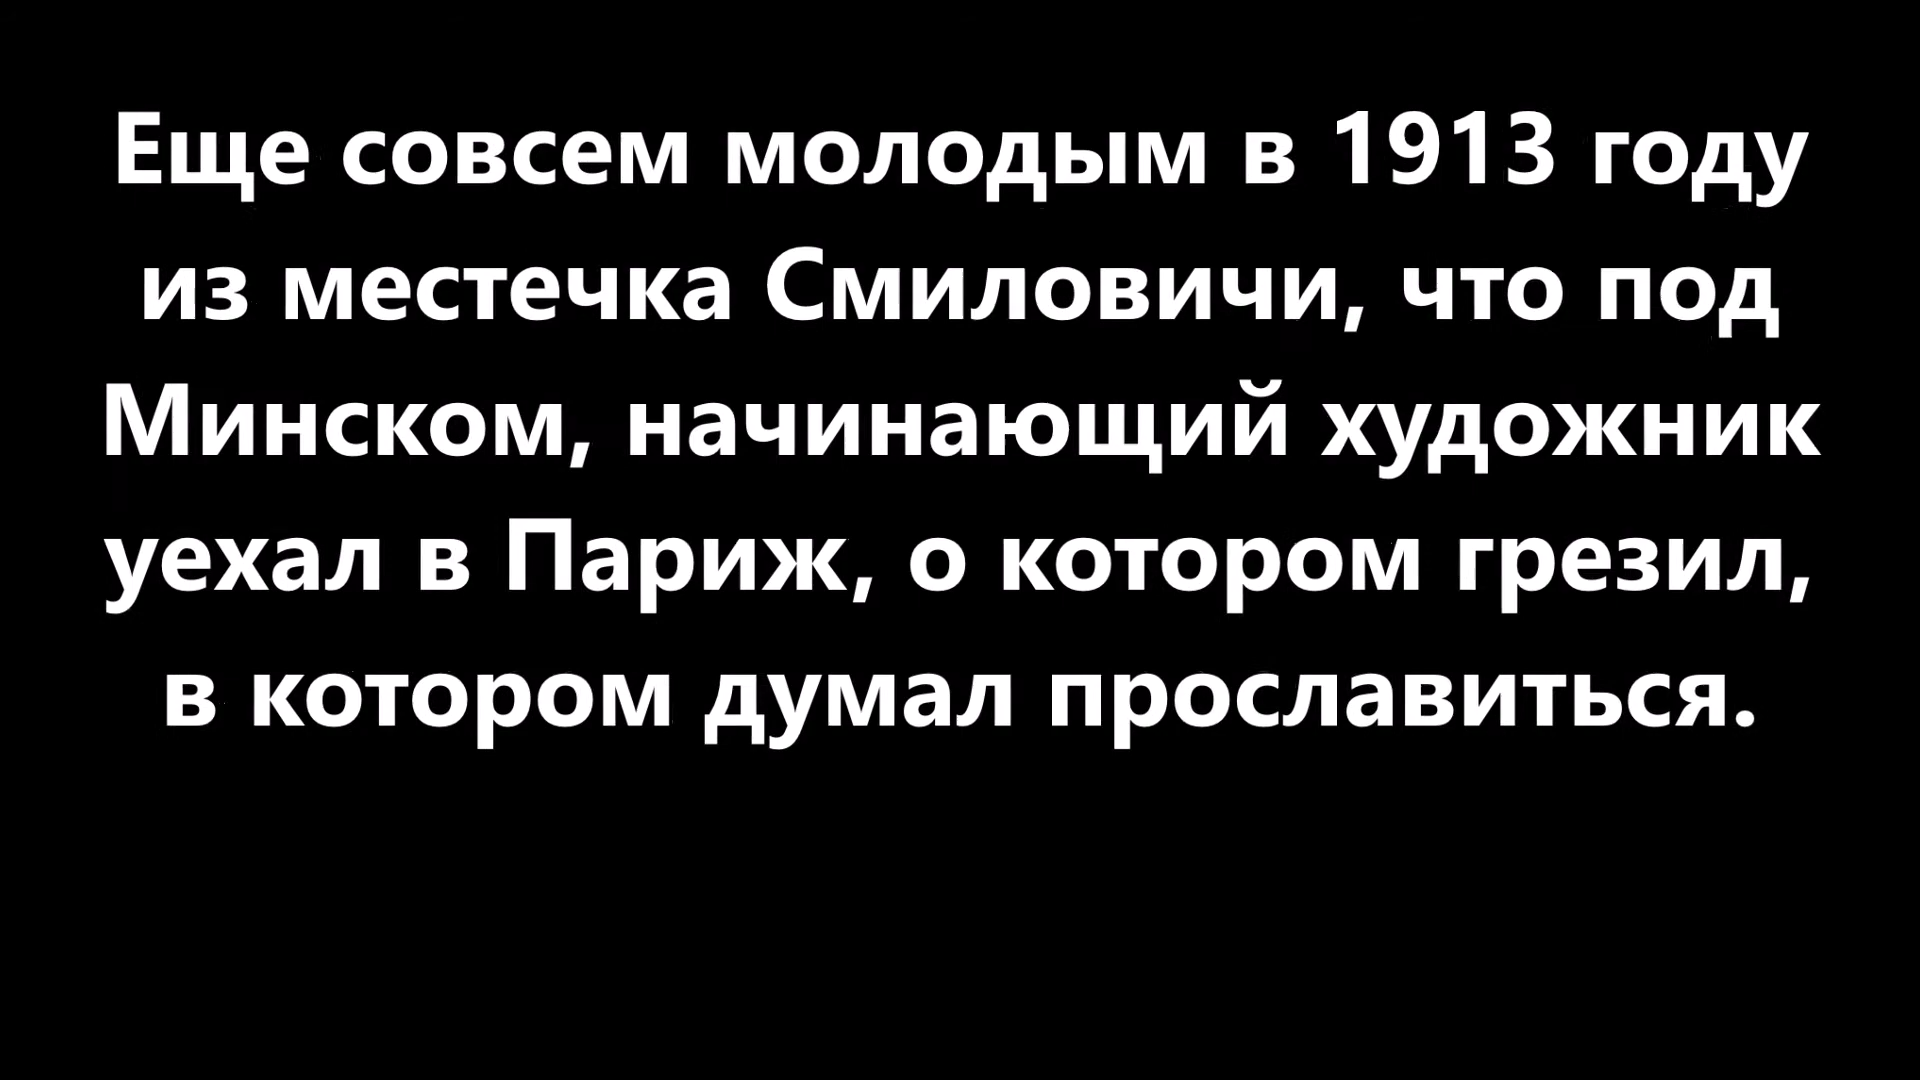 Еще совсем молодым в 1913 году
из местечка Смиловичи, что под
Минском, начинающий художник
уехал в Париж, о котором грезил,
в котором думал прославиться.